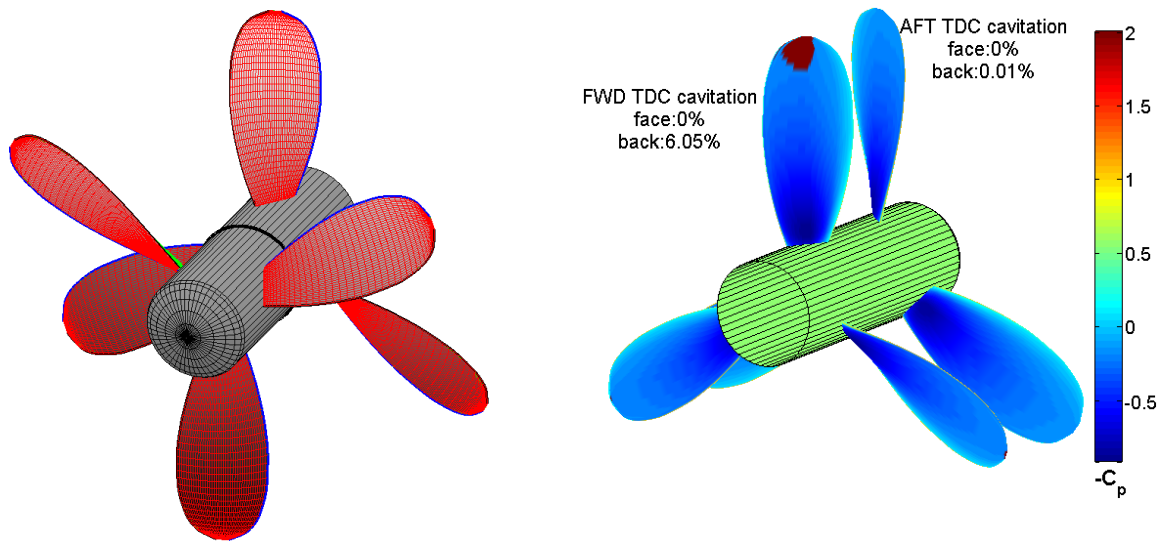 AFT TDC cavitation
face:0%
back:0.01%
FWD TDC cavitation
face:0%
back:6.05%
2
1.5
1
0.5
0
-0.5
-Cp